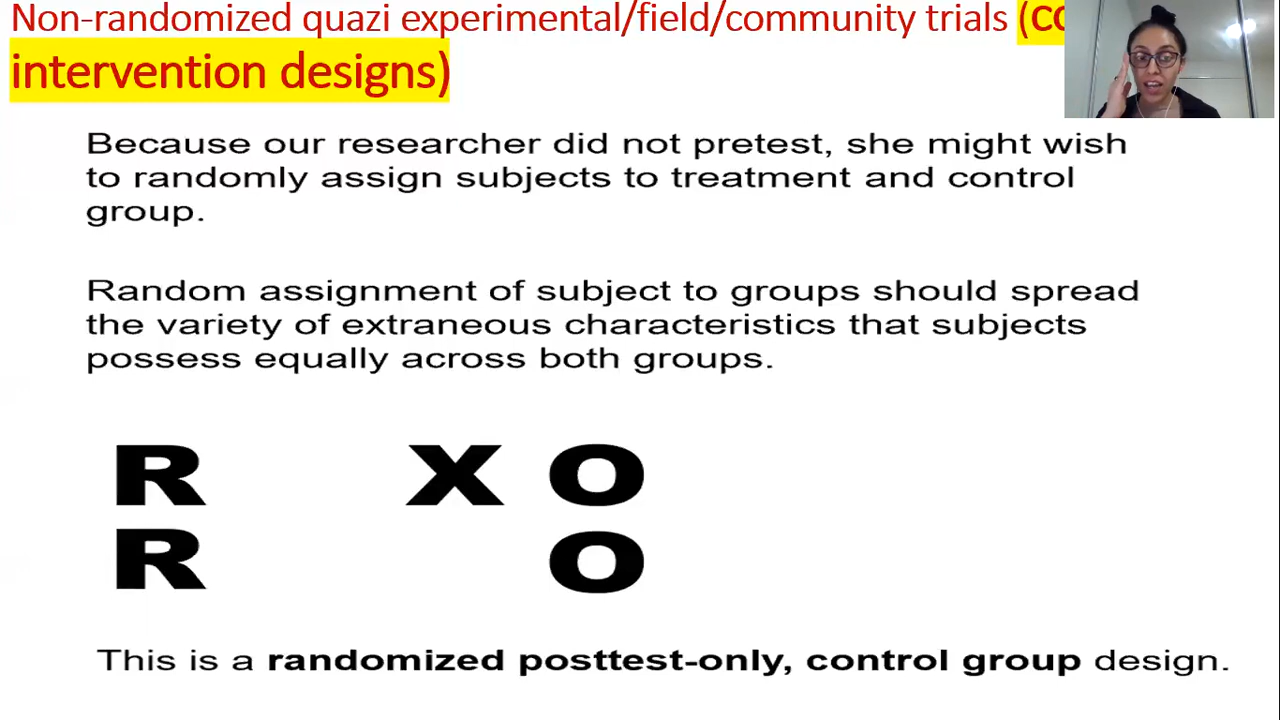 Non-randomized quazi experimental/field/community trials (
intervention designs)
Because our researcher did not pretest, she might wish
to randomly assign subjects to treatment and control
group.
Random assignment of subject to groups should spread
the variety of extraneous characteristics that subjects
possess equally across both groups.
R X O
R O
This is a randomized posttest-only, control group design.